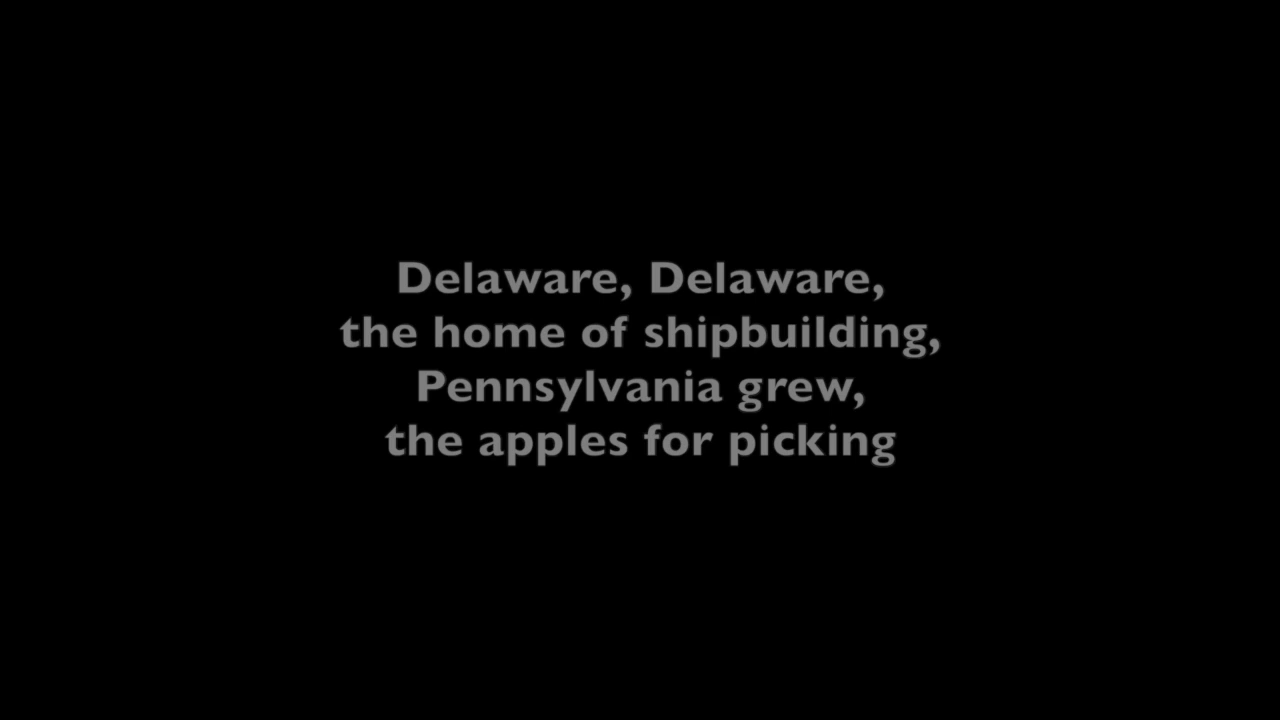 Delaware, Delaware,
the home of shipbuilding,
Pennsylvania grew,
the apples for picking